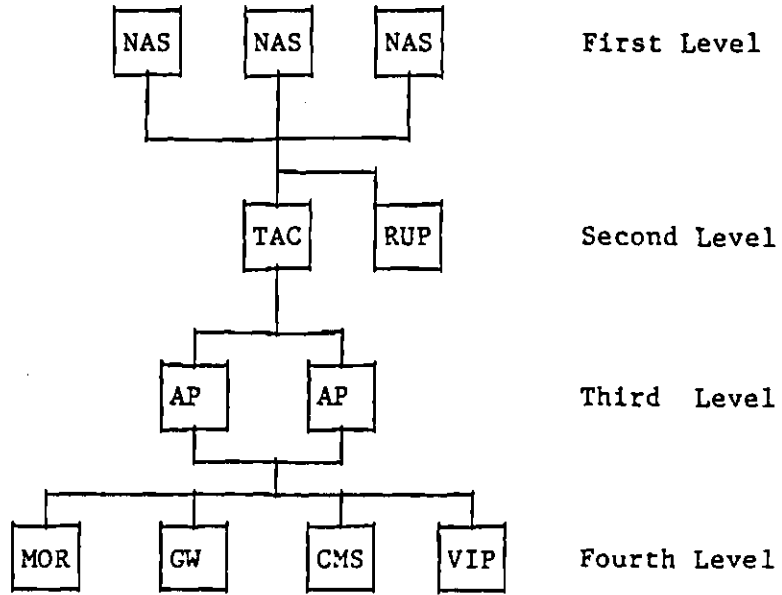 NAS NAS NAS First Level
TAC RUP Second Level
AP AP Third Level
MOR GW CMS VIP Fourth Level